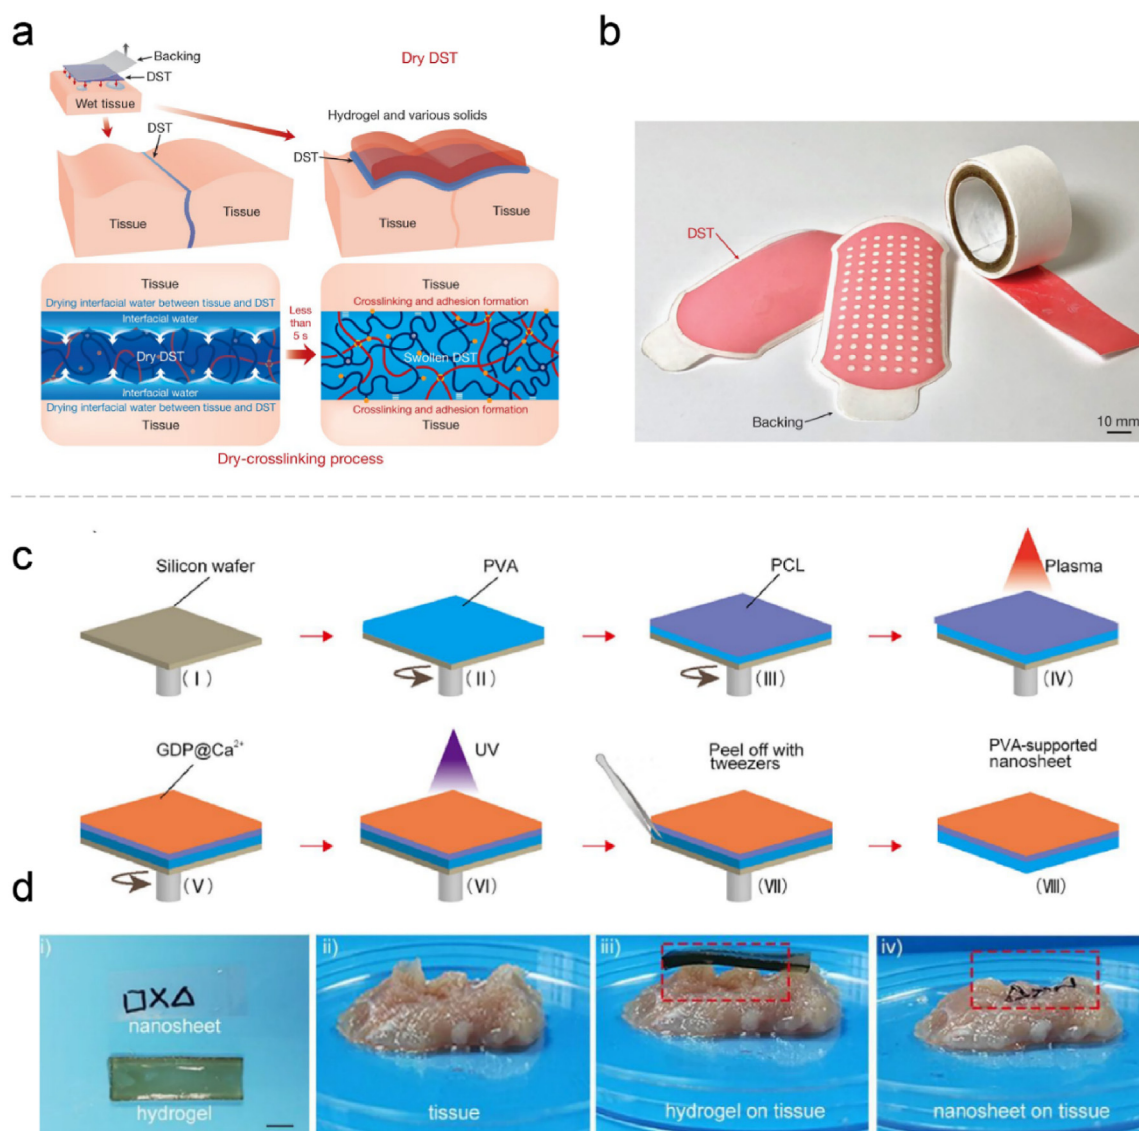 a
Backing
DST
Wet tissue
Dry DST
DST
Hydrogel and various solids
DST
Tissue
Tissue
Tissue
Tissue
Tissue
Drying interfacial water between tissue and DST
Interfacial water
Dry DST
Interfacial water
Drying interfacial water between tissue and DST
Tissue
Less
than
5 s
Tissue
Crosslinking and adhesion formation
Swollen DST
Crosslinking and adhesion formation
Tissue
Dry-crosslinking process
b
DST
Backing
10 mm
c
Silicon wafer
(Ⅰ)
PVA
(Ⅱ)
PCL
(Ⅲ)
Plasma
(Ⅳ)
GDP@Ca²⁺
(Ⅴ)
UV
(Ⅵ)
Peel off with
tweezers
(Ⅶ)
PVA-supported
nanosheet
(Ⅷ)
d
i)
□X△
nanosheet
hydrogel
ii)
tissue
iii)
hydrogel on tissue
iv)
nanosheet on tissue